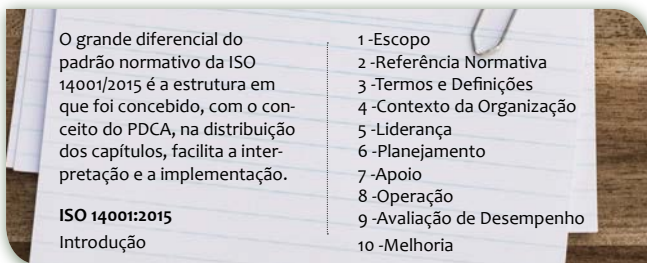 O grande diferencial do
padrão normativo da ISO
14001/2015 é a estrutura em
que foi concebido, com o con-
ceito do PDCA, na distribuição
dos capítulos, facilita a inter-
pretação e a implementação.
ISO 14001:2015
Introdução
1 -Escopo
2 -Referência Normativa
3 -Termos e Definições
4 -Contexto da Organização
5 -Liderança
6 -Planejamento
7 -Apoio
8 -Operação
9 -Avaliação de Desempenho
10 -Melhoria